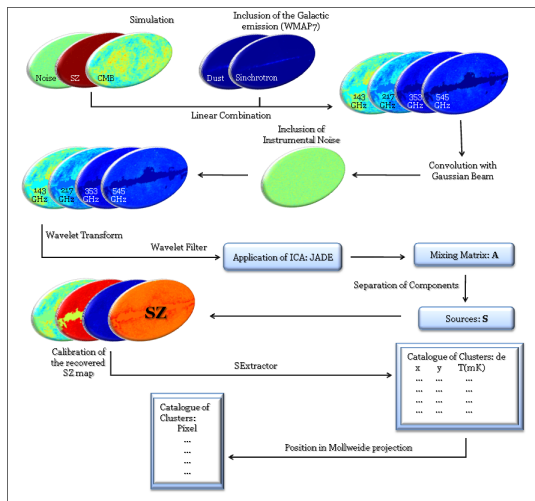 Simulation
Inclusion of the Galactic
emission (WMAP7)
Noise
SZ
CMB
Dust
Sinchrotron
143
GHz
217
GHz
353
GHz
545
GHz
Linear Combination
Inclusion of
Instrumental Noise
Convolution with
Gaussian Beam
143
GHz
217
GHz
353
GHz
545
GHz
Wavelet Transform
Wavelet Filter
Application of ICA: JADE
Mixing Matrix: A
Separation of Components
Sources: S
SZ
Calibration of
the recovered
SZ map
SExtractor
Catalogue of Clusters: de
x y T(mK)
... ... ...
... ... ...
... ... ...
... ... ...
Catalogue of
Clusters:
Pixel
...
...
...
...
Position in Mollweide projection